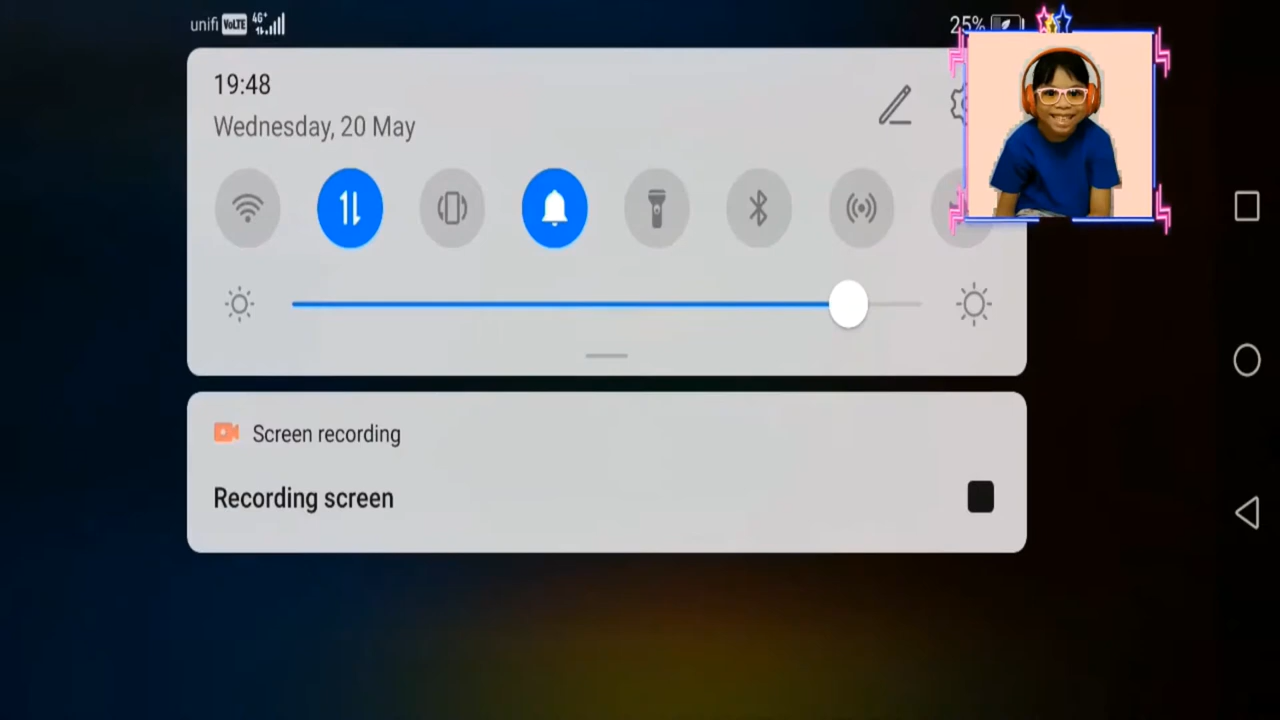 unifi VoLTE 4G+ 25%
19:48
Wednesday, 20 May
Screen recording
Recording screen